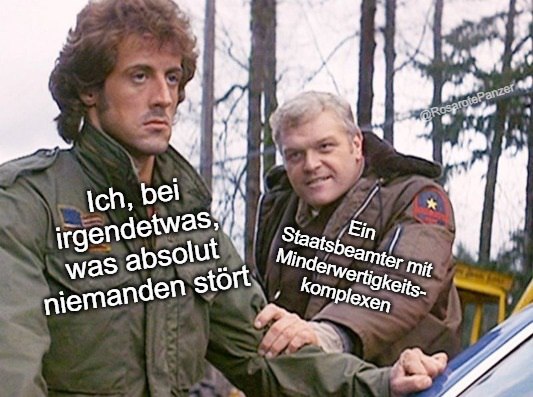 @RosarotePanzer
Ich, bei
irgendetwas,
was absolut
niemanden stört
Ein
Staatsbeamter mit
Minderwertigkeits-
komplexen